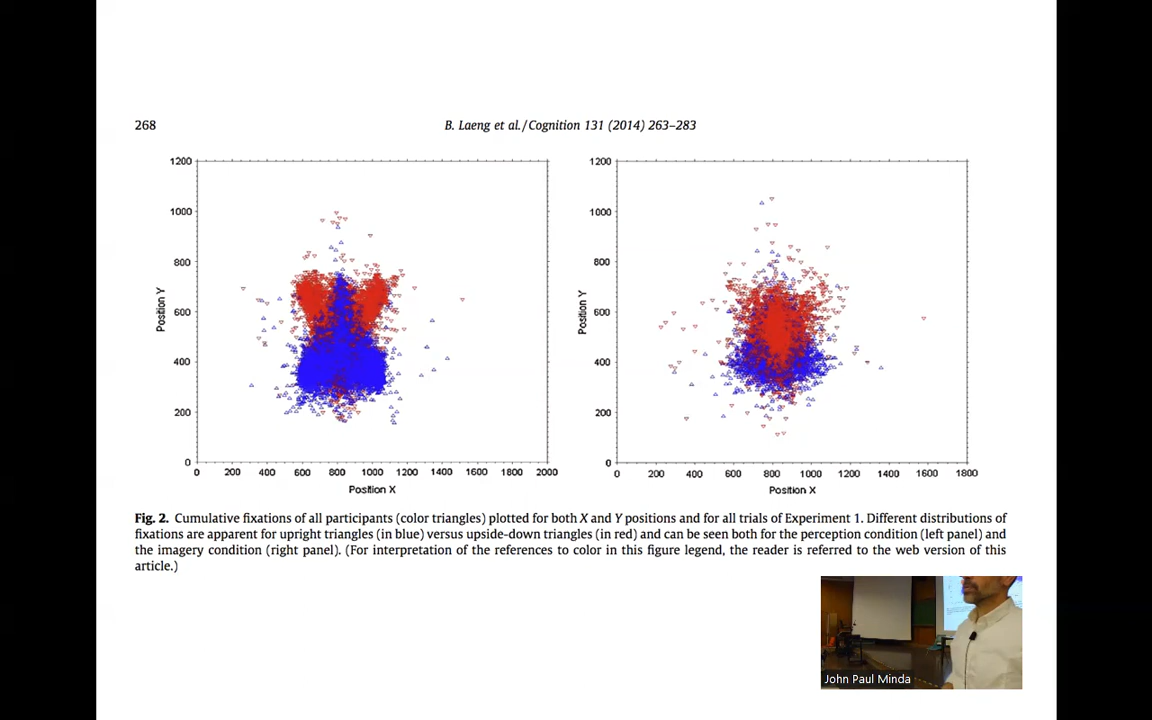 268
B. Laeng et al./Cognition 131 (2014) 263–283
1200
1000
800
600
400
200
0
Position Y
0 200 400 600 800 1000 1200 1400 1600 1800 2000
Position X
1200
1000
800
600
400
200
0
Position Y
0 200 400 600 800 1000 1200 1400 1600 1800
Position X
Fig. 2. Cumulative fixations of all participants (color triangles) plotted for both X and Y positions and for all trials of Experiment 1. Different distributions of
fixations are apparent for upright triangles (in blue) versus upside-down triangles (in red) and can be seen both for the perception condition (left panel) and
the imagery condition (right panel). (For interpretation of the references to color in this figure legend, the reader is referred to the web version of this
article.)
John Paul Minda